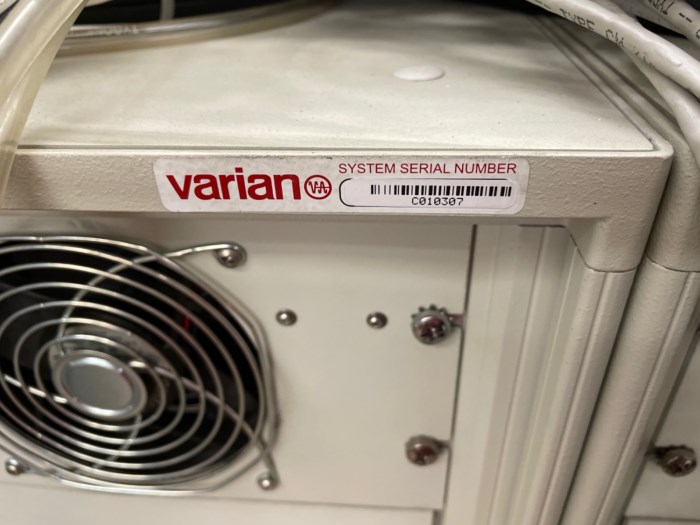 varian
SYSTEM SERIAL NUMBER
C010307